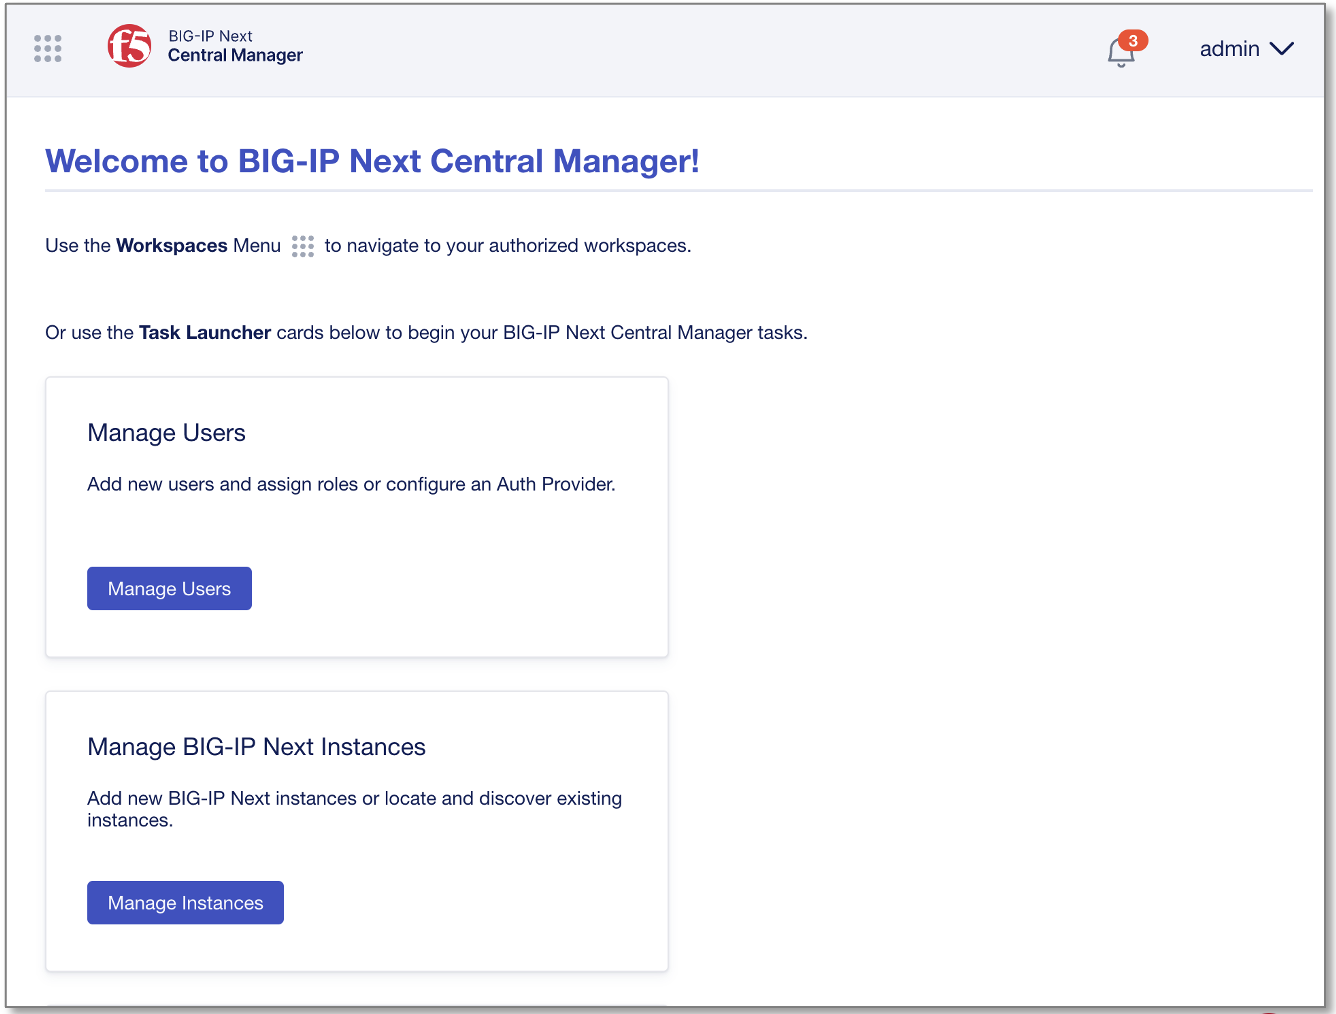 f5
BIG-IP Next
Central Manager
3
admin
Welcome to BIG-IP Next Central Manager!
Use the Workspaces Menu to navigate to your authorized workspaces.
Or use the Task Launcher cards below to begin your BIG-IP Next Central Manager tasks.
Manage Users
Add new users and assign roles or configure an Auth Provider.
Manage Users
Manage BIG-IP Next Instances
Add new BIG-IP Next instances or locate and discover existing
instances.
Manage Instances